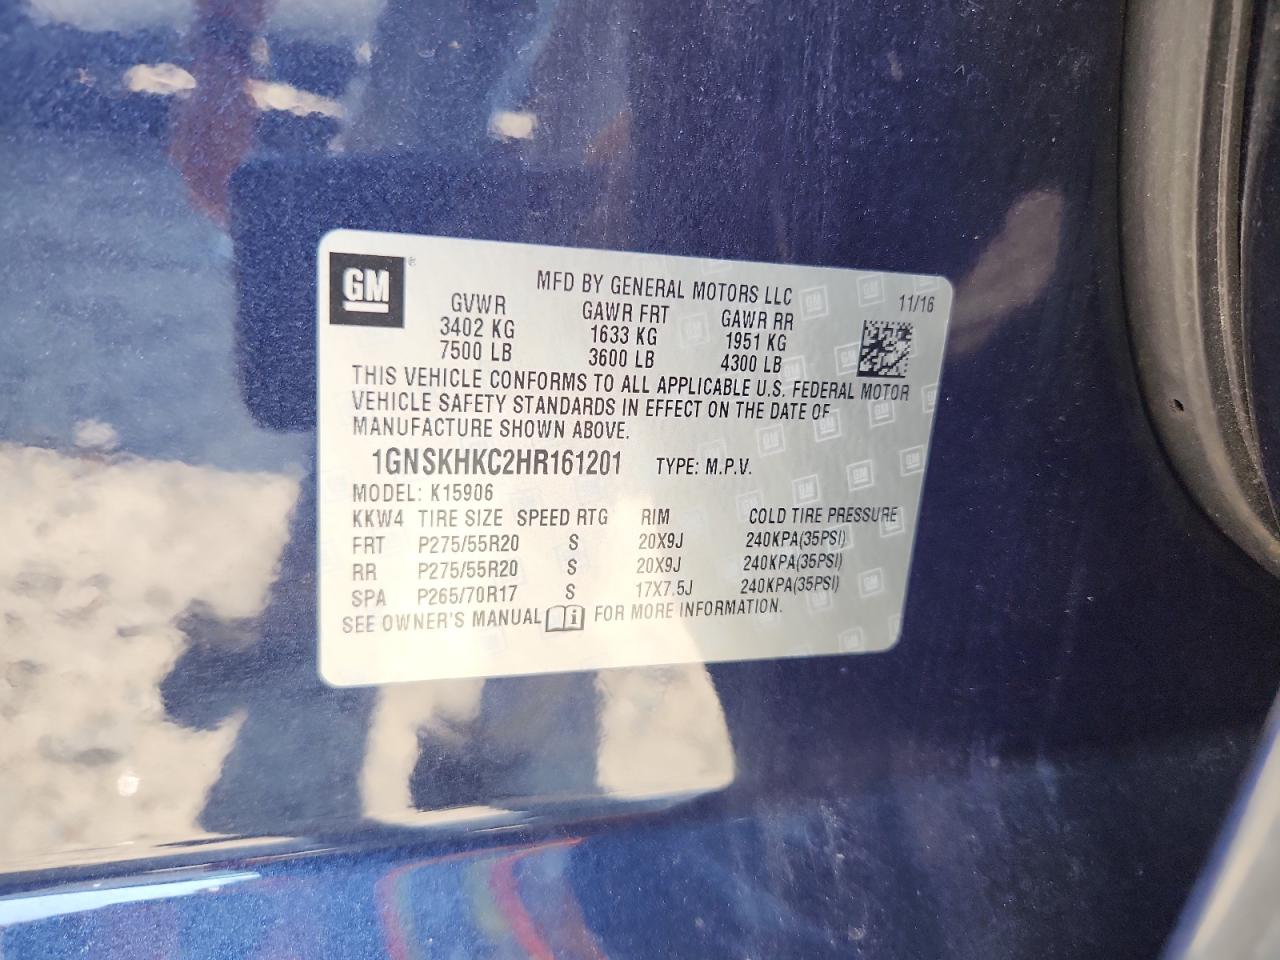 GM®
MFD BY GENERAL MOTORS LLC
11/16
GVWR GAWR FRT GAWR RR
3402 KG 1633 KG 1951 KG
7500 LB 3600 LB 4300 LB
THIS VEHICLE CONFORMS TO ALL APPLICABLE U.S. FEDERAL MOTOR
VEHICLE SAFETY STANDARDS IN EFFECT ON THE DATE OF
MANUFACTURE SHOWN ABOVE.
1GNSKHKC2HR161201 TYPE: M.P.V.
MODEL: K15906
KKW4 TIRE SIZE SPEED RTG RIM COLD TIRE PRESSURE
FRT P275/55R20 S 20X9J 240KPA(35PSI)
RR P275/55R20 S 20X9J 240KPA(35PSI)
SPA P265/70R17 S 17X7.5J 240KPA(35PSI)
SEE OWNER'S MANUAL i FOR MORE INFORMATION.